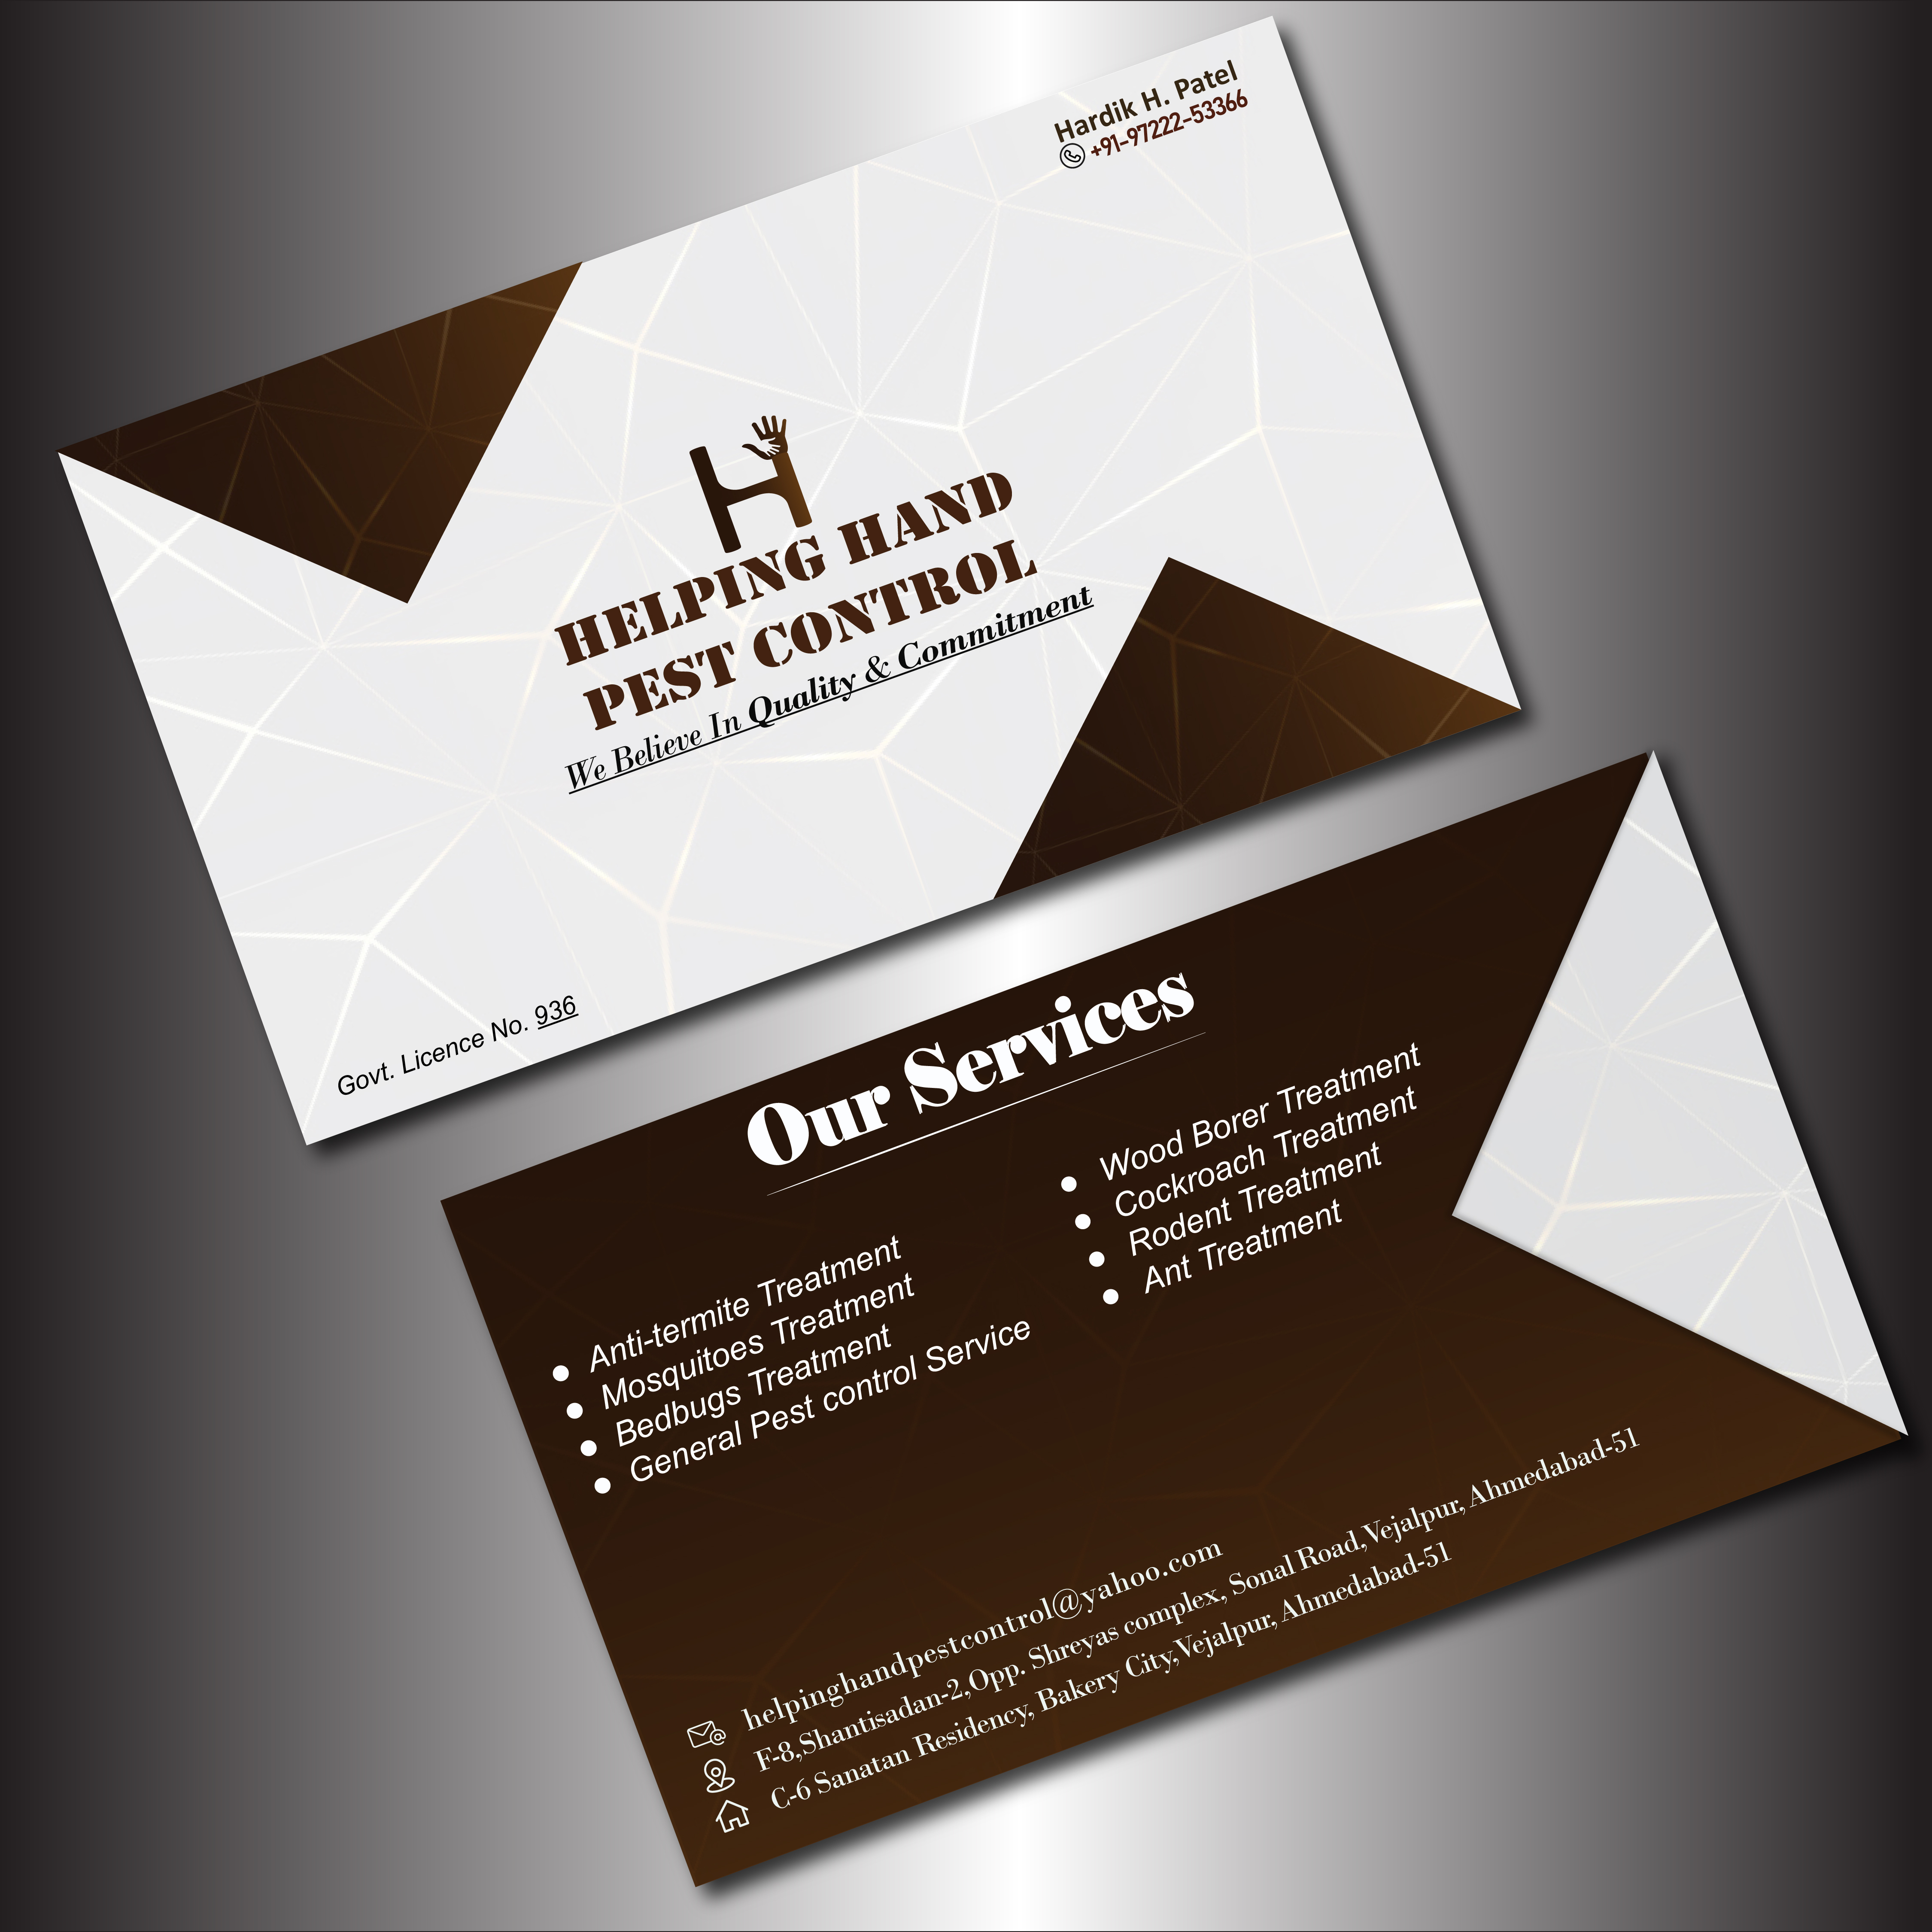 Hardik H. Patel
+91-97222-53366
HELPING HAND
PEST CONTROL
We Believe In Quality & Commitment
Govt. Licence No. 936
Our Services
Anti-termite Treatment
Mosquitoes Treatment
Bedbugs Treatment
General Pest control Service
Wood Borer Treatment
Cockroach Treatment
Rodent Treatment
Ant Treatment
helpinghandpestcontrol@yahoo.com
F-8,Shantisadan-2,Opp. Shreyas complex, Sonal Road,Vejalpur, Ahmedabad-51
C-6 Sanatan Residency, Bakery City,Vejalpur, Ahmedabad-51